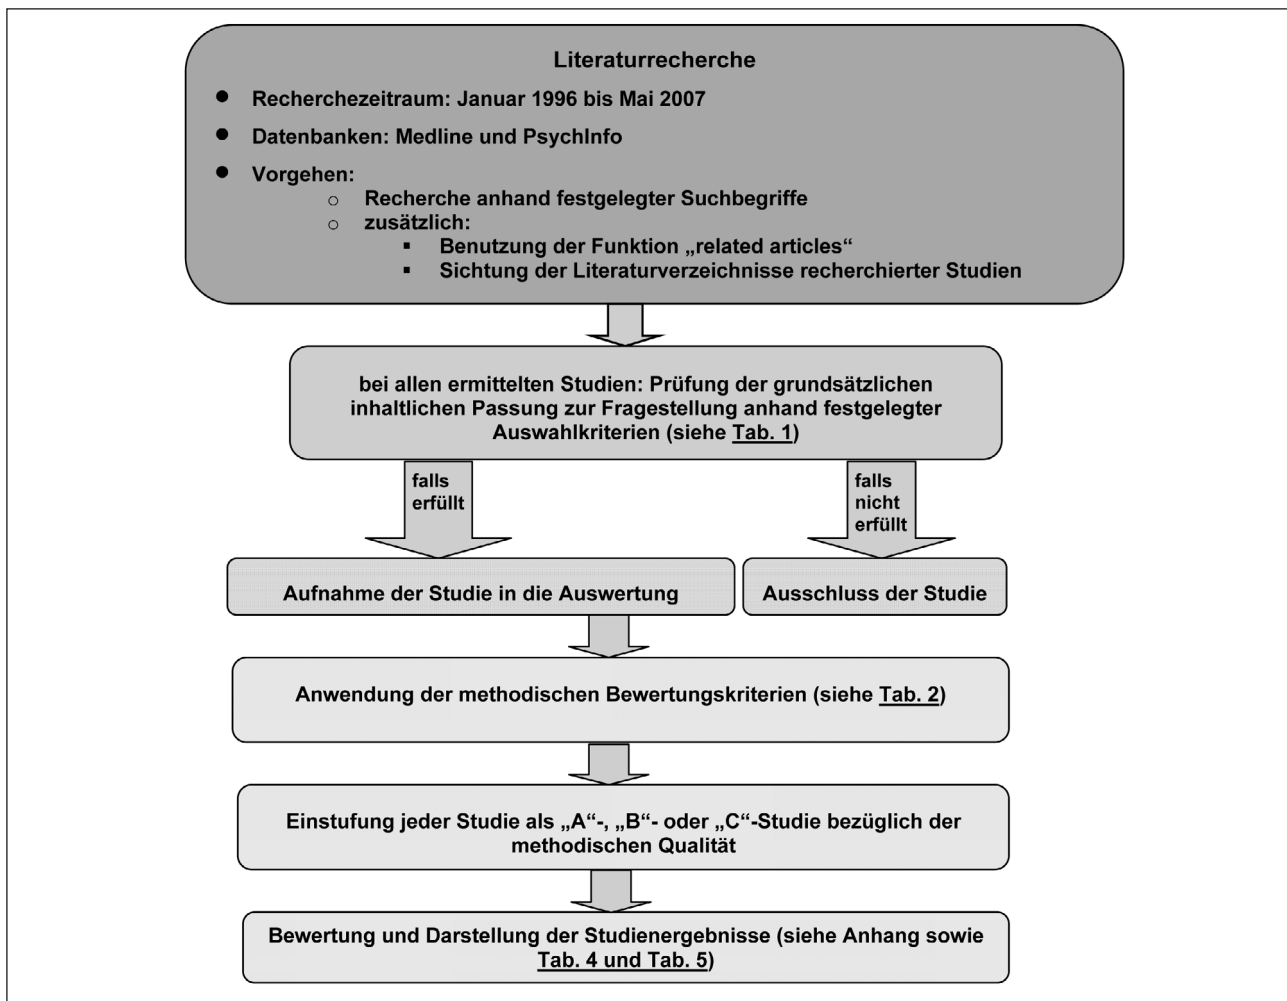 Literaturrecherche
● Recherchezeitraum: Januar 1996 bis Mai 2007
● Datenbanken: Medline und PsychInfo
● Vorgehen:
o Recherche anhand festgelegter Suchbegriffe
o zusätzlich:
▪ Benutzung der Funktion „related articles“
▪ Sichtung der Literaturverzeichnisse recherchierter Studien
bei allen ermittelten Studien: Prüfung der grundsätzlichen
inhaltlichen Passung zur Fragestellung anhand festgelegter
Auswahlkriterien (siehe Tab. 1)
falls
erfüllt
falls
nicht
erfüllt
Aufnahme der Studie in die Auswertung
Ausschluss der Studie
Anwendung der methodischen Bewertungskriterien (siehe Tab. 2)
Einstufung jeder Studie als „A“-, „B“- oder „C“-Studie bezüglich der
methodischen Qualität
Bewertung und Darstellung der Studienergebnisse (siehe Anhang sowie
Tab. 4 und Tab. 5)